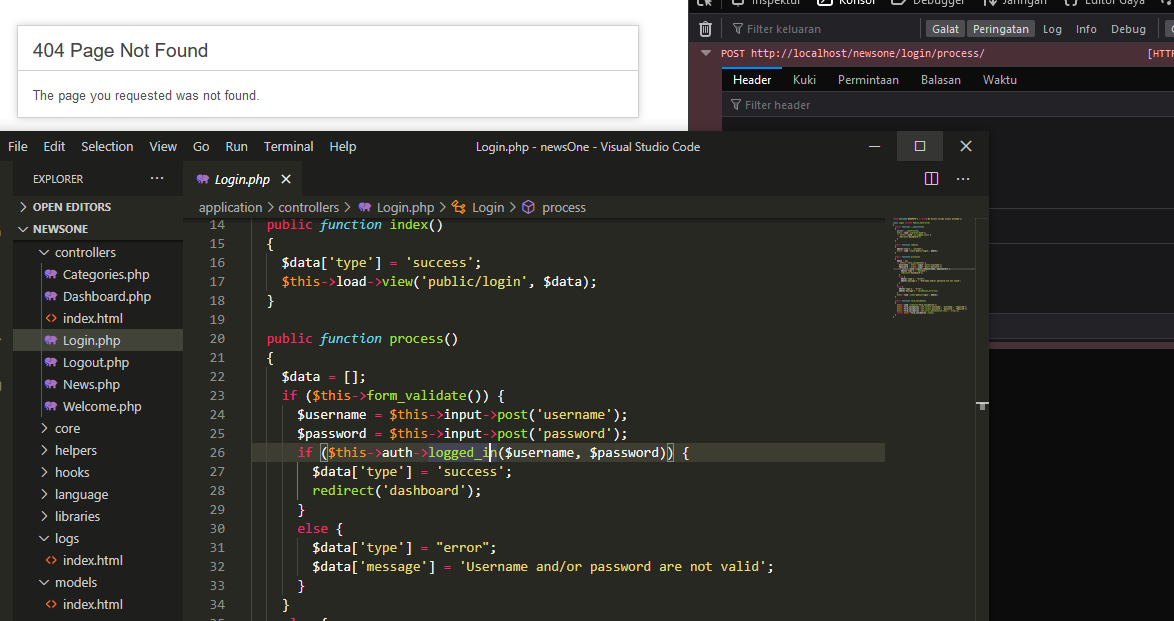 404 Page Not Found
The page you requested was not found.
Inspektur Konsol Debugger Jaringan Editor Gaya
Filter keluaran Galat Peringatan Log Info Debug
POST http://localhost/newsone/login/process/ [HTT
Header Kuki Permintaan Balasan Waktu
Filter header
File Edit Selection View Go Run Terminal Help Login.php - newsOne - Visual Studio Code
EXPLORER ···
OPEN EDITORS
NEWSONE
controllers
Categories.php
Dashboard.php
index.html
Login.php
Logout.php
News.php
Welcome.php
core
helpers
hooks
language
libraries
logs
index.html
models
index.html
Login.php
application > controllers > Login.php > Login > process
14 public function index()
15 {
16 $data['type'] = 'success';
17 $this->load->view('public/login', $data);
18 }
19
20 public function process()
21 {
22 $data = [];
23 if ($this->form_validate()) {
24 $username = $this->input->post('username');
25 $password = $this->input->post('password');
26 if ($this->auth->logged_in($username, $password)) {
27 $data['type'] = 'success';
28 redirect('dashboard');
29 }
30 else {
31 $data['type'] = "error";
32 $data['message'] = 'Username and/or password are not valid';
33 }
34 }